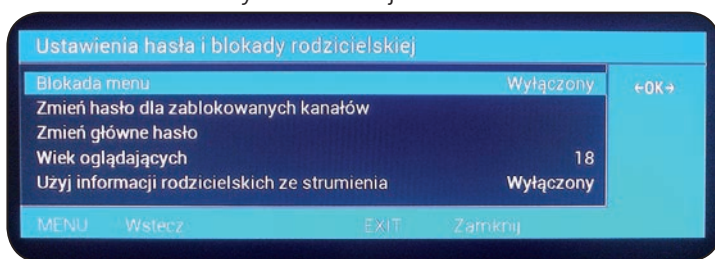 Ustawienia hasła i blokady rodzicielskiej
Blokada menu Wyłączony ←OK→
Zmień hasło dla zablokowanych kanałów
Zmień główne hasło
Wiek oglądających 18
Użyj informacji rodzicielskich ze strumienia Wyłączony
MENU Wstecz EXIT Zamknij